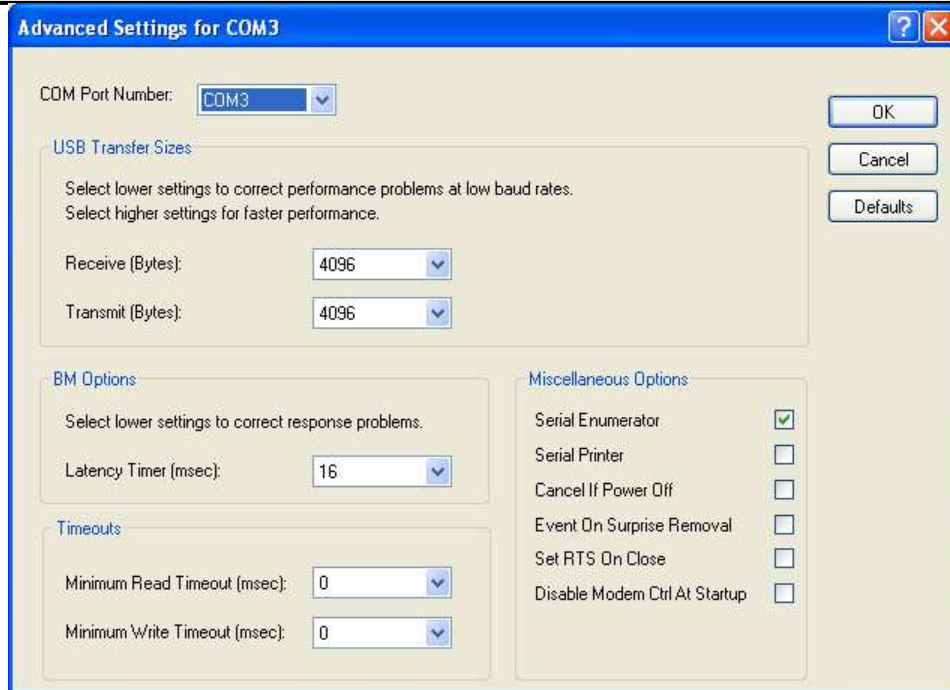 Advanced Settings for COM3
COM Port Number: COM3
OK
Cancel
Defaults
USB Transfer Sizes
Select lower settings to correct performance problems at low baud rates.
Select higher settings for faster performance.
Receive (Bytes): 4096
Transmit (Bytes): 4096
BM Options
Select lower settings to correct response problems.
Latency Timer (msec): 16
Timeouts
Minimum Read Timeout (msec): 0
Minimum Write Timeout (msec): 0
Miscellaneous Options
Serial Enumerator
Serial Printer
Cancel If Power Off
Event On Surprise Removal
Set RTS On Close
Disable Modem Ctrl At Startup